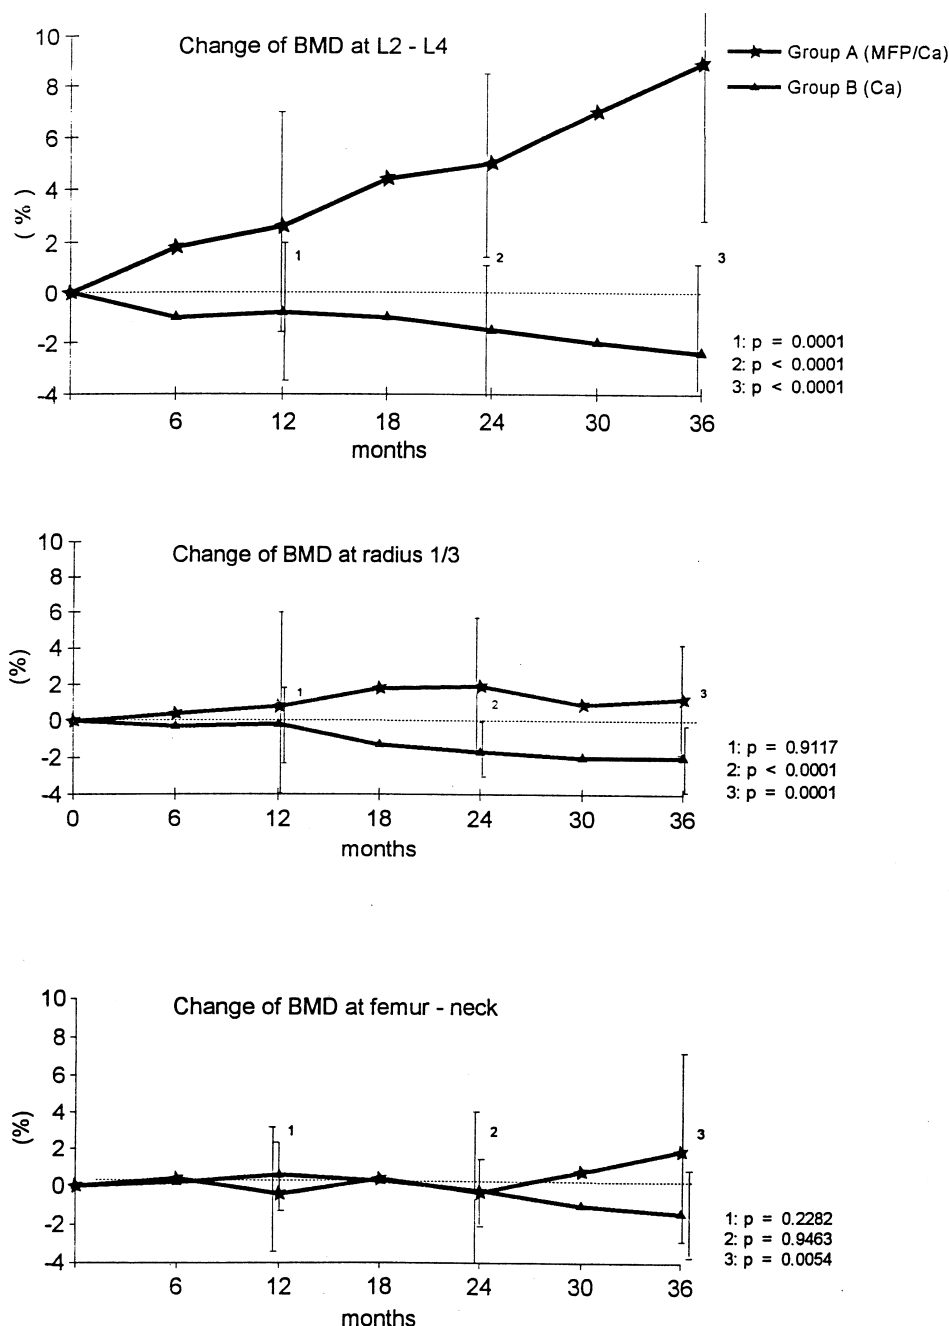 Change of BMD at L2 - L4
Group A (MFP/Ca)
Group B (Ca)
10
8
6
4
2
0
-2
-4
( % )
1
2
3
1: p = 0.0001
2: p < 0.0001
3: p < 0.0001
6 12 18 24 30 36
months
Change of BMD at radius 1/3
10
8
6
4
2
0
-2
-4
(%)
1
2
3
1: p = 0.9117
2: p < 0.0001
3: p = 0.0001
0 6 12 18 24 30 36
months
Change of BMD at femur - neck
10
8
6
4
2
0
-2
-4
(%)
1
2
3
1: p = 0.2282
2: p = 0.9463
3: p = 0.0054
6 12 18 24 30 36
months